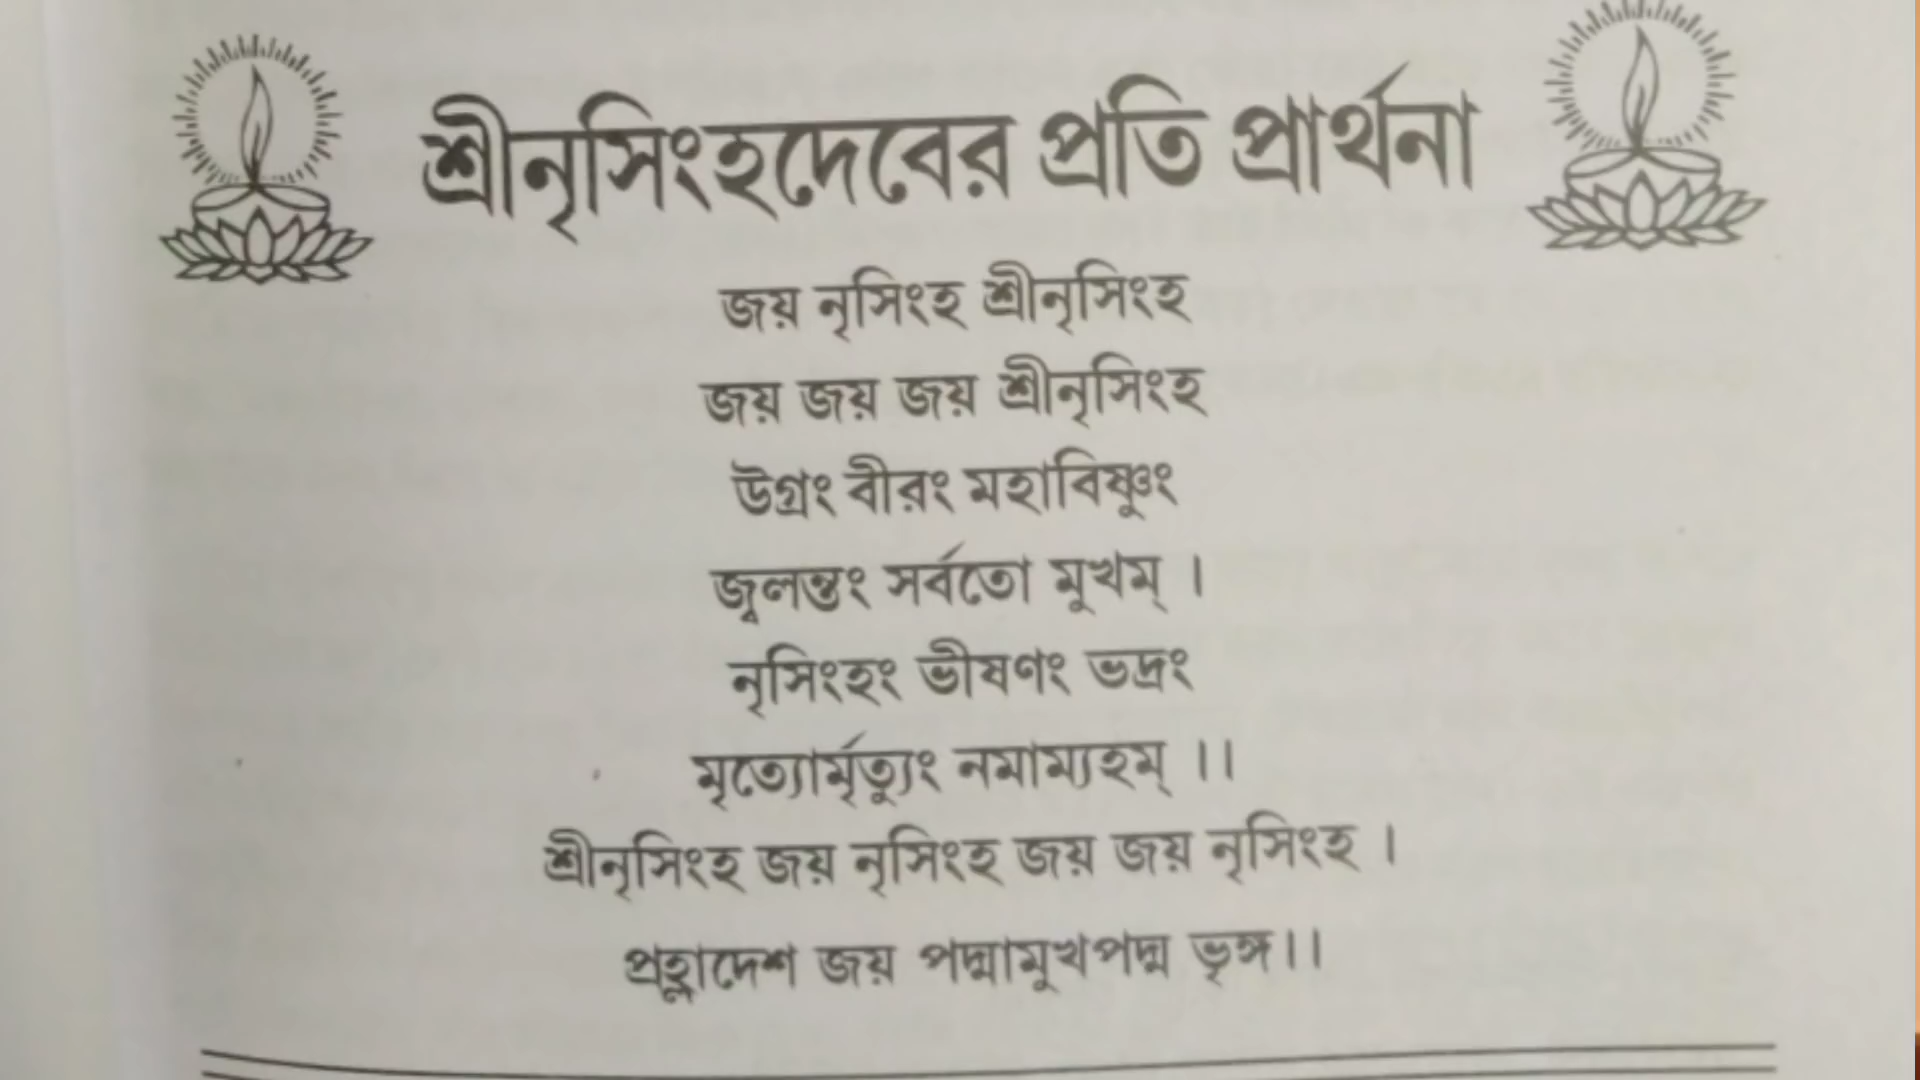 শ্রীনৃসিংহদেবের প্রতি প্রার্থনা
জয় নৃসিংহ শ্রীনৃসিংহ
জয় জয় জয় শ্রীনৃসিংহ
উগ্রং বীরং মহাবিষ্ণুং
জ্বলন্তং সর্বতো মুখম্ ।
নৃসিংহং ভীষণং ভদ্রং
মৃত্যোর্মৃত্যুং নমাম্যহম্ ।।
শ্রীনৃসিংহ জয় নৃসিংহ জয় জয় নৃসিংহ ।
প্রহ্লাদেশ জয় পদ্মামুখপদ্ম ভৃঙ্গ।।